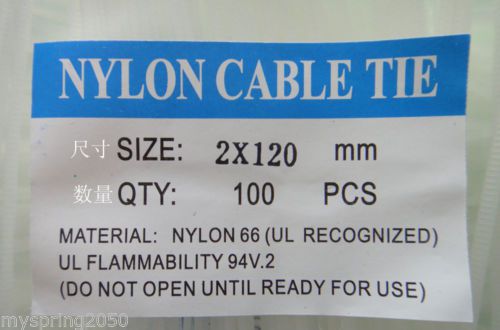 NYLON CABLE TIE
尺寸 SIZE: 2X120 mm
数量 QTY: 100 PCS
MATERIAL: NYLON 66 (UL RECOGNIZED)
UL FLAMMABILITY 94V.2
(DO NOT OPEN UNTIL READY FOR USE)
myspring2050